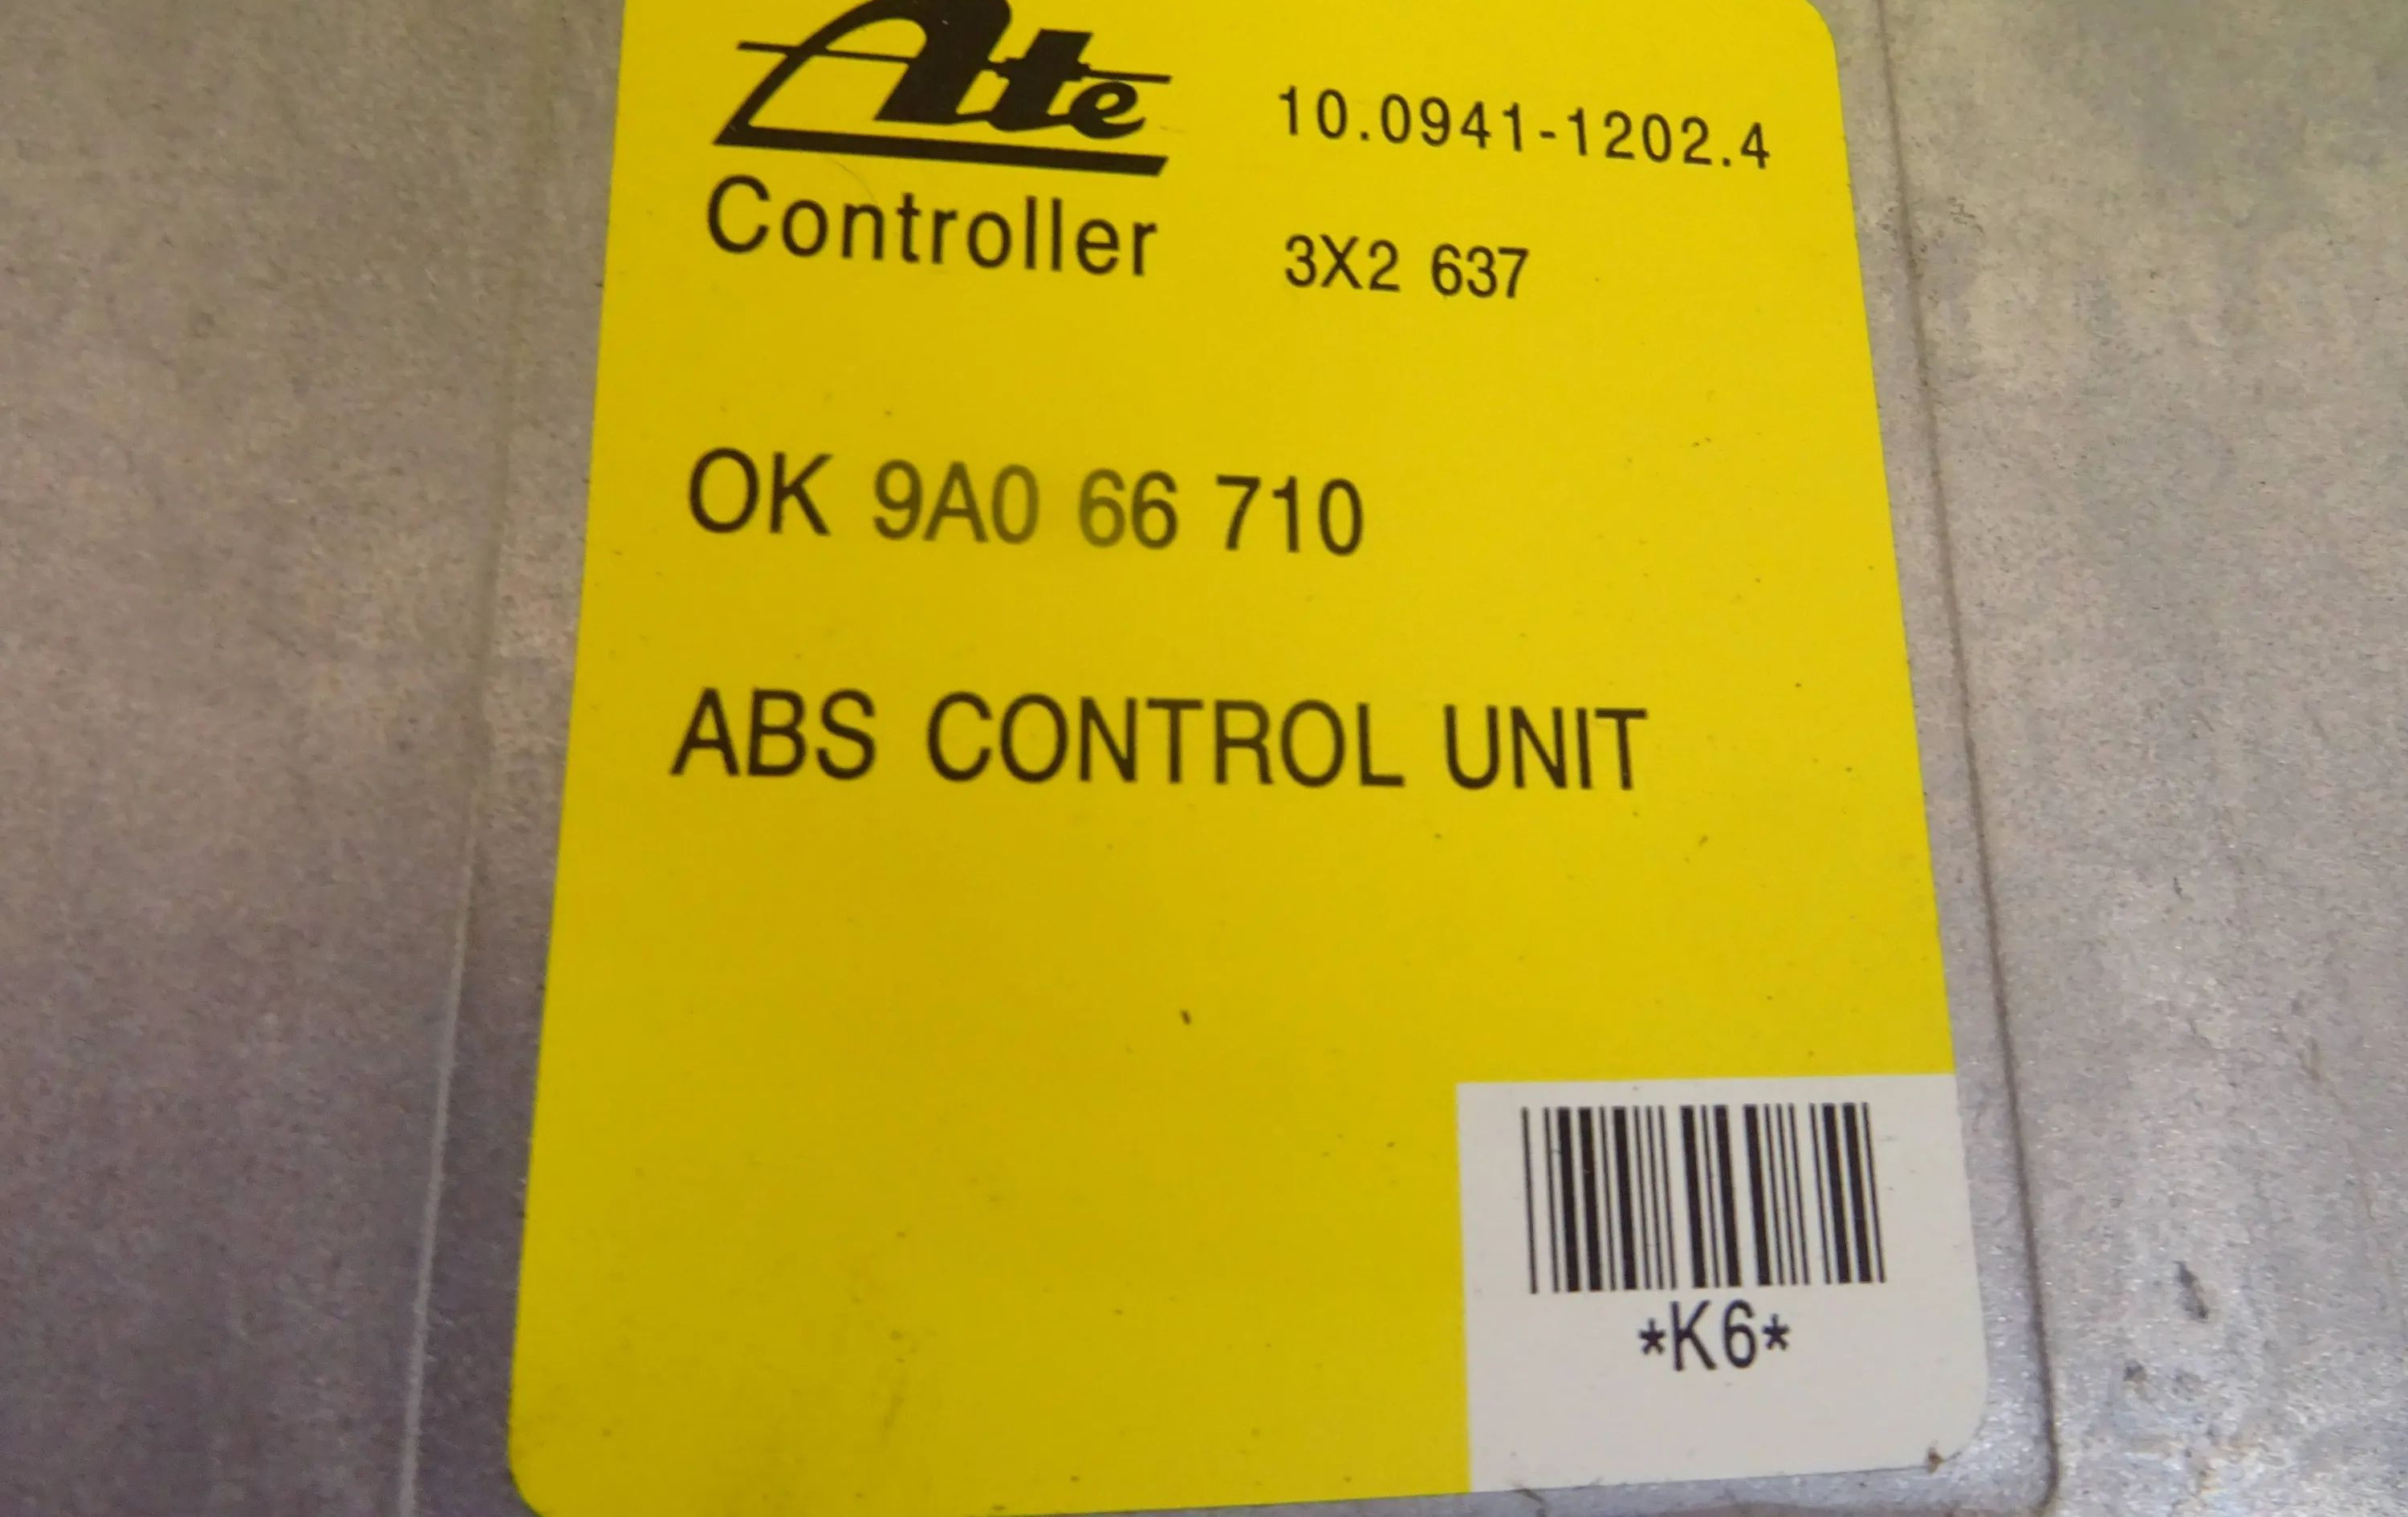 Ate 10.0941-1202.4
Controller 3X2 637
OK 9A0 66 710
ABS CONTROL UNIT
*K6*